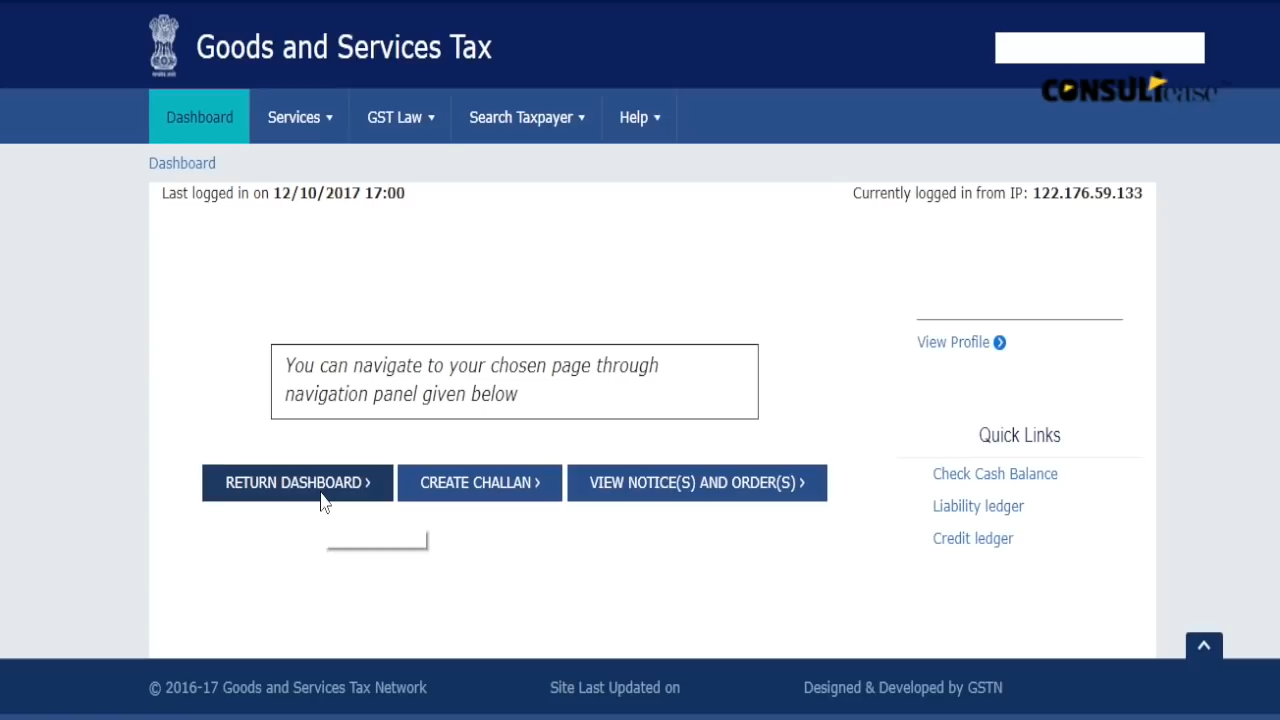 Goods and Services Tax
CONSULTease
Dashboard Services GST Law Search Taxpayer Help
Dashboard
Last logged in on 12/10/2017 17:00 Currently logged in from IP: 122.176.59.133
You can navigate to your chosen page through
navigation panel given below
View Profile
Quick Links
RETURN DASHBOARD › CREATE CHALLAN › VIEW NOTICE(S) AND ORDER(S) ›
Check Cash Balance
Liability ledger
Credit ledger
© 2016-17 Goods and Services Tax Network Site Last Updated on Designed & Developed by GSTN